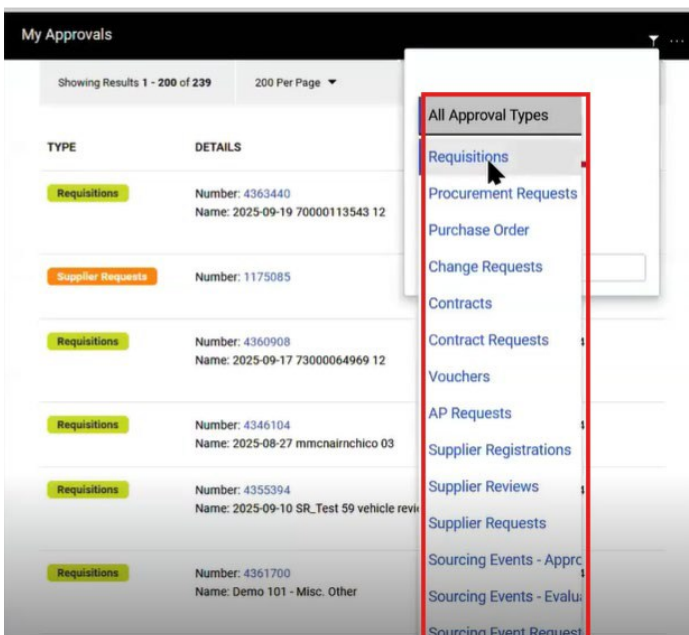 My Approvals
Showing Results 1 - 200 of 239
200 Per Page
TYPE
DETAILS
Requisitions
Number: 4363440
Name: 2025-09-19 70000113543 12
Supplier Requests
Number: 1175085
Requisitions
Number: 4360908
Name: 2025-09-17 73000064969 12
Requisitions
Number: 4346104
Name: 2025-08-27 mmcnairnchico 03
Requisitions
Number: 4355394
Name: 2025-09-10 SR_Test 59 vehicle revi
Requisitions
Number: 4361700
Name: Demo 101 - Misc. Other
All Approval Types
Requisitions
Procurement Requests
Purchase Order
Change Requests
Contracts
Contract Requests
Vouchers
AP Requests
Supplier Registrations
Supplier Reviews
Supplier Requests
Sourcing Events - Appro
Sourcing Events - Evalua
Sourcing Event Request